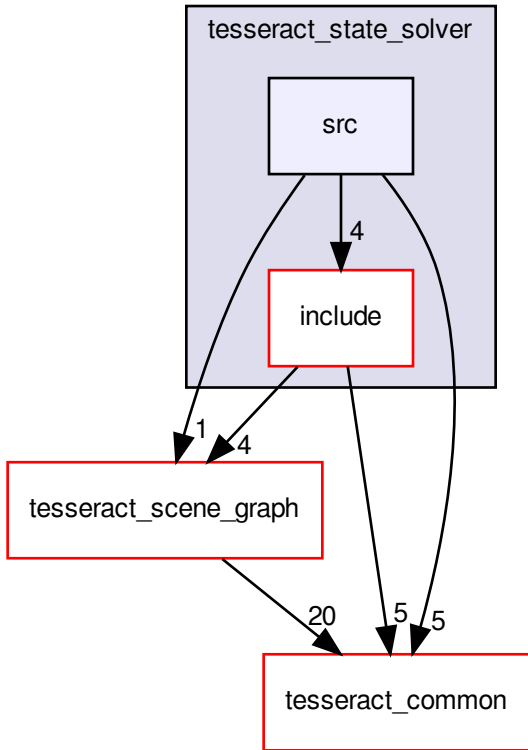 tesseract_state_solver
src
4
include
1
4
tesseract_scene_graph
20
5
5
tesseract_common